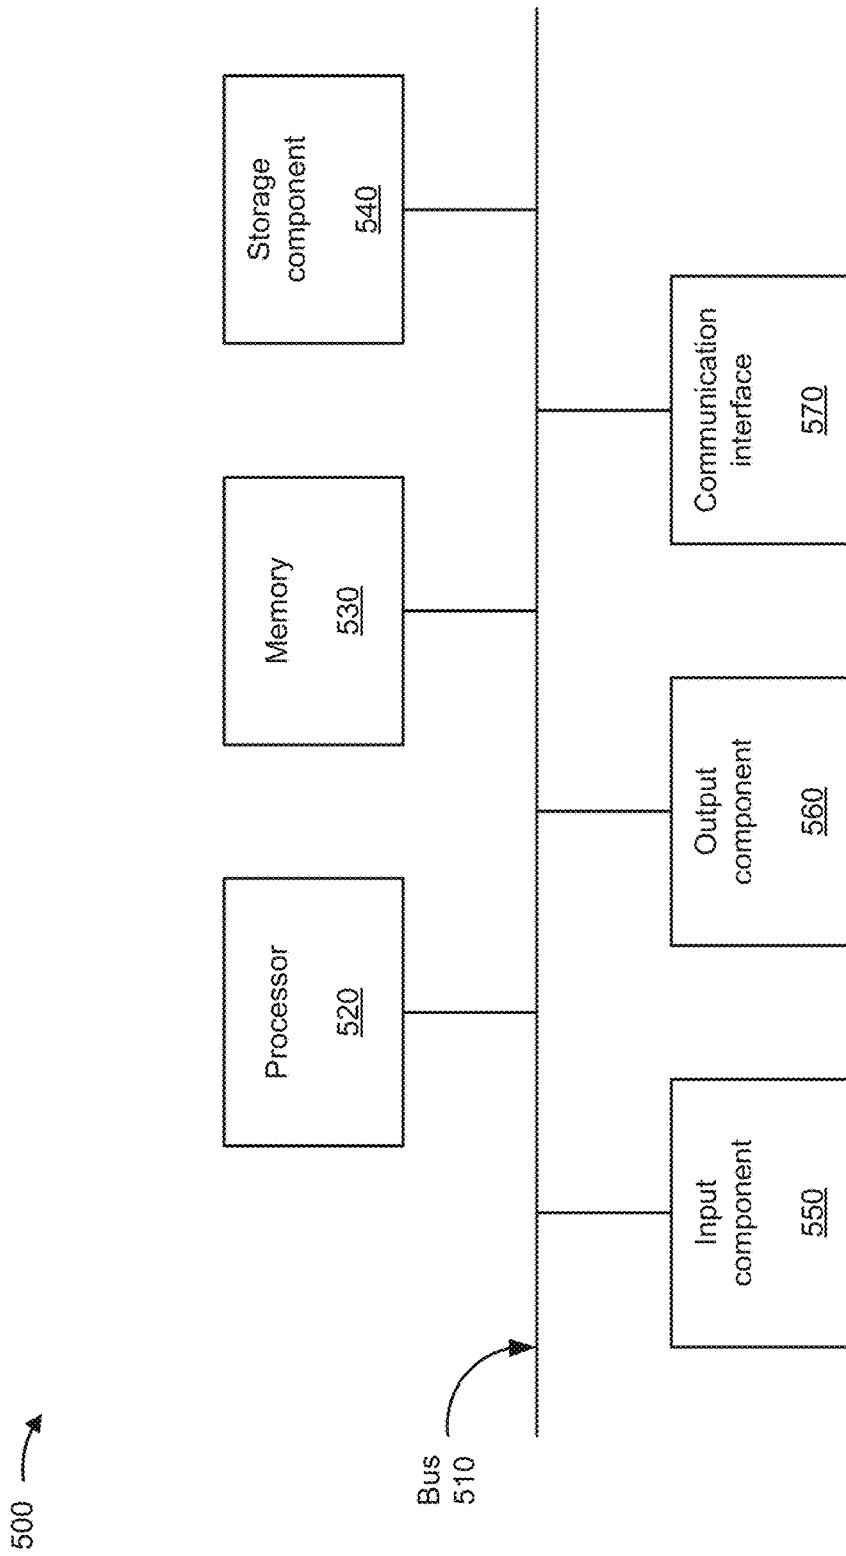 500
Bus
510
Processor
520
Memory
530
Storage
component
540
Input
component
550
Output
component
560
Communication
interface
570